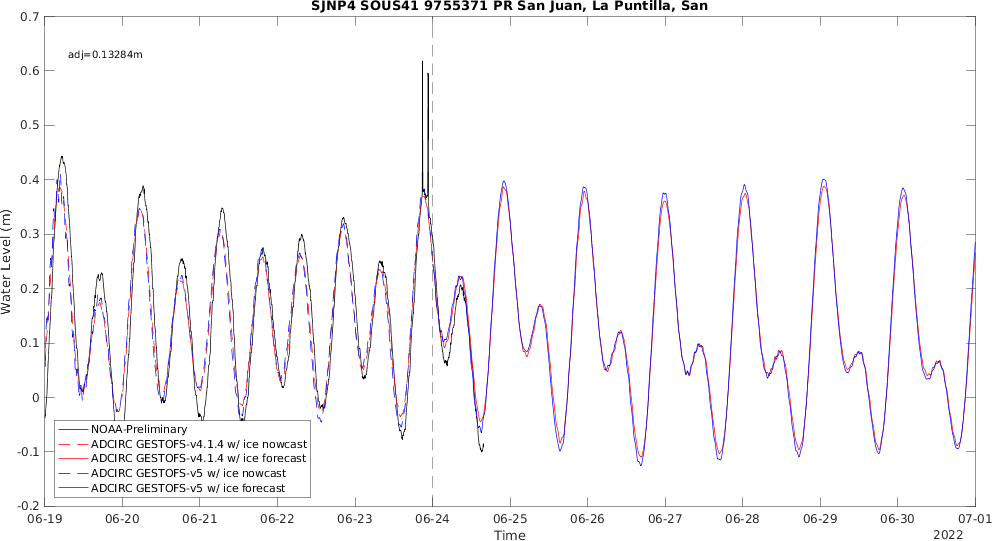 SJNP4 SOUS41 9755371 PR San Juan, La Puntilla, San
adj=0.13284m
Water Level (m)
0.7
0.6
0.5
0.4
0.3
0.2
0.1
0
-0.1
-0.2
NOAA-Preliminary
ADCIRC GESTOFS-v4.1.4 w/ ice nowcast
ADCIRC GESTOFS-v4.1.4 w/ ice forecast
ADCIRC GESTOFS-v5 w/ ice nowcast
ADCIRC GESTOFS-v5 w/ ice forecast
06-19 06-20 06-21 06-22 06-23 06-24 06-25 06-26 06-27 06-28 06-29 06-30 07-01
Time
2022